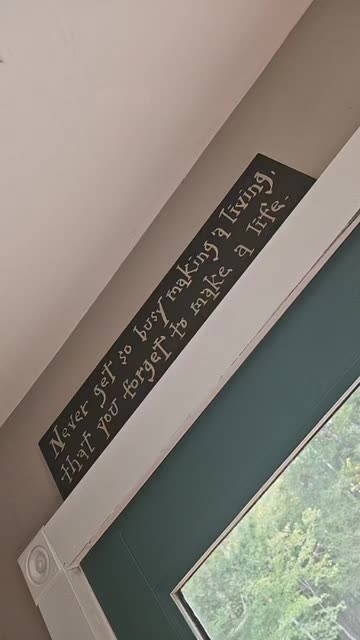 Never get so busy making a living,
that you forget to make a life.